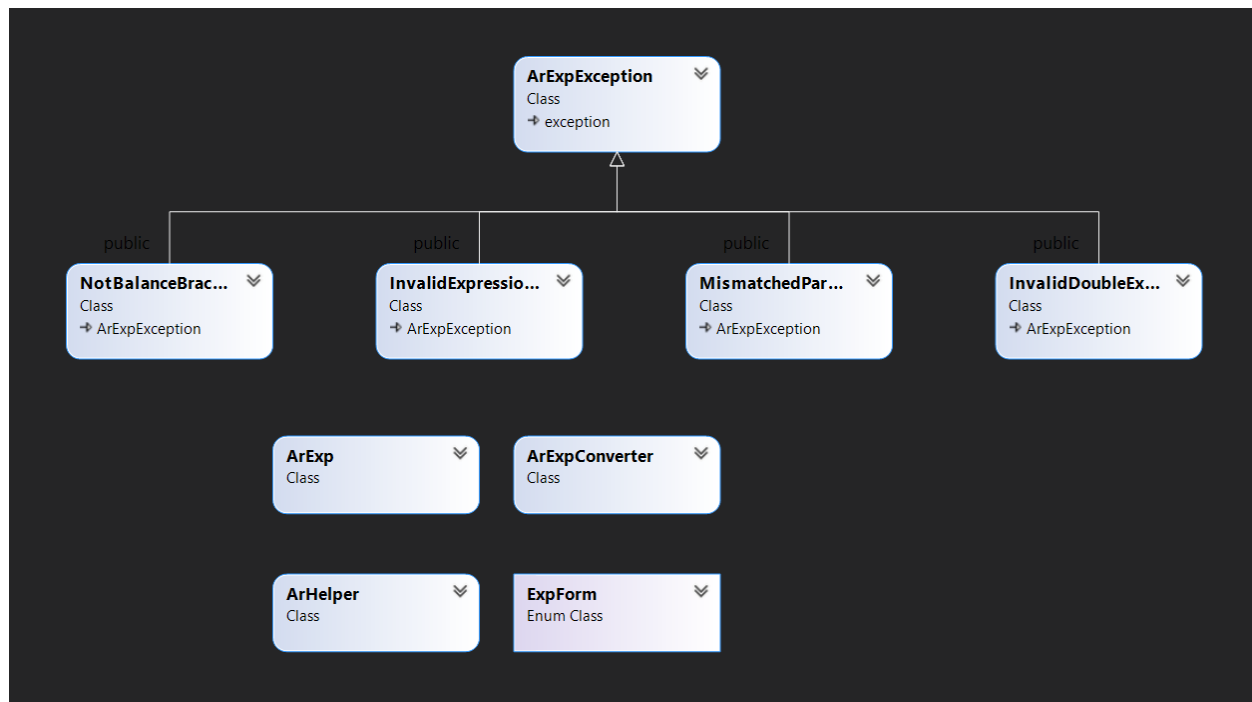 ArExpException
Class
exception
public public public public
NotBalanceBrac... InvalidExpressio... MismatchedPar... InvalidDoubleEx...
Class Class Class Class
ArExpException ArExpException ArExpException ArExpException
ArExp ArExpConverter
Class Class
ArHelper ExpForm
Class Enum Class